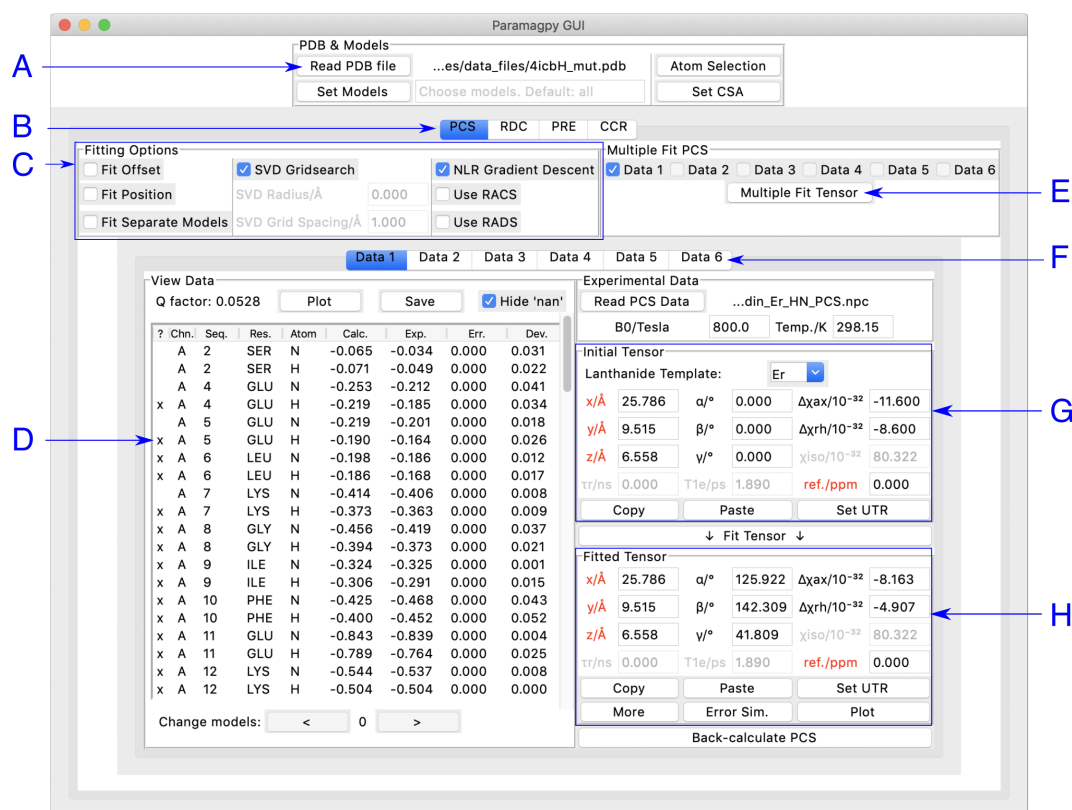 Paramagpy GUI
PDB & Models
A
Read PDB file ...es/data_files/4icbH_mut.pdb Atom Selection
Set Models Choose models. Default: all Set CSA
B
PCS RDC PRE CCR
C
Fitting Options Multiple Fit PCS
Fit Offset SVD Gridsearch NLR Gradient Descent Data 1 Data 2 Data 3 Data 4 Data 5 Data 6
Fit Position SVD Radius/Å 0.000 Use RACS Multiple Fit Tensor E
Fit Separate Models SVD Grid Spacing/Å 1.000 Use RADS
Data 1 Data 2 Data 3 Data 4 Data 5 Data 6 F
View Data
Q factor: 0.0528 Plot Save Hide 'nan'
? Chn. Seq. Res. Atom Calc. Exp. Err. Dev.
A 2 SER N -0.065 -0.034 0.000 0.031
A 2 SER H -0.071 -0.049 0.000 0.022
A 4 GLU N -0.253 -0.212 0.000 0.041
x A 4 GLU H -0.219 -0.185 0.000 0.034
A 5 GLU N -0.219 -0.201 0.000 0.018
D
x A 5 GLU H -0.190 -0.164 0.000 0.026
x A 6 LEU N -0.198 -0.186 0.000 0.012
x A 6 LEU H -0.186 -0.168 0.000 0.017
A 7 LYS N -0.414 -0.406 0.000 0.008
x A 7 LYS H -0.373 -0.363 0.000 0.009
x A 8 GLY N -0.456 -0.419 0.000 0.037
x A 8 GLY H -0.394 -0.373 0.000 0.021
x A 9 ILE N -0.324 -0.325 0.000 0.001
x A 9 ILE H -0.306 -0.291 0.000 0.015
x A 10 PHE N -0.425 -0.468 0.000 0.043
x A 10 PHE H -0.400 -0.452 0.000 0.052
x A 11 GLU N -0.843 -0.839 0.000 0.004
x A 11 GLU H -0.789 -0.764 0.000 0.025
x A 12 LYS N -0.544 -0.537 0.000 0.008
x A 12 LYS H -0.504 -0.504 0.000 0.000
Change models: < 0 >
Experimental Data
Read PCS Data ...din_Er_HN_PCS.npc
B0/Tesla 800.0 Temp./K 298.15
Initial Tensor
Lanthanide Template: Er
x/Å 25.786 α/° 0.000 Δχax/10⁻³² -11.600
G
y/Å 9.515 β/° 0.000 Δχrh/10⁻³² -8.600
z/Å 6.558 γ/° 0.000 χiso/10⁻³² 80.322
τr/ns 0.000 T1e/ps 1.890 ref./ppm 0.000
Copy Paste Set UTR
↓ Fit Tensor ↓
Fitted Tensor
x/Å 25.786 α/° 125.922 Δχax/10⁻³² -8.163
y/Å 9.515 β/° 142.309 Δχrh/10⁻³² -4.907
H
z/Å 6.558 γ/° 41.809 χiso/10⁻³² 80.322
τr/ns 0.000 T1e/ps 1.890 ref./ppm 0.000
Copy Paste Set UTR
More Error Sim. Plot
Back-calculate PCS